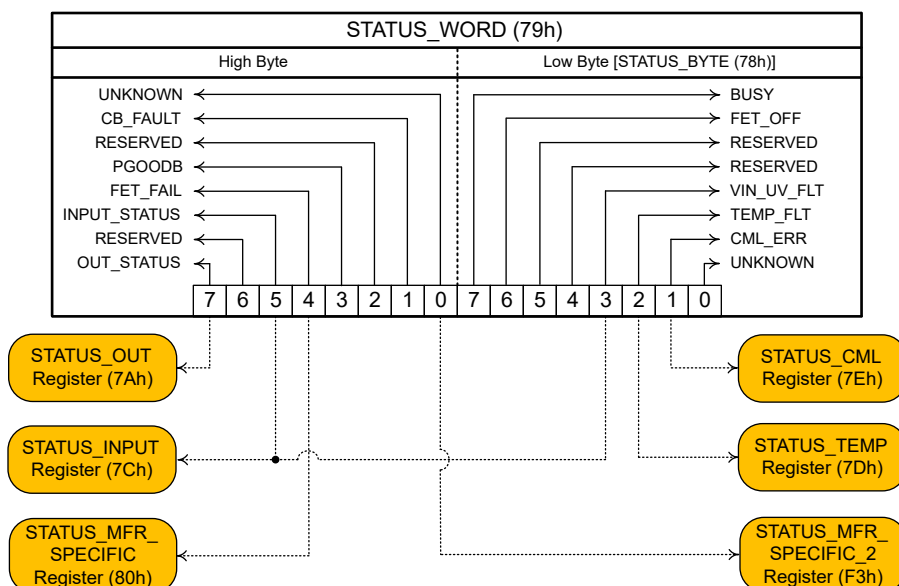 STATUS_WORD (79h)
High Byte
Low Byte [STATUS_BYTE (78h)]
UNKNOWN
CB_FAULT
RESERVED
PGOODB
FET_FAIL
INPUT_STATUS
RESERVED
OUT_STATUS
BUSY
FET_OFF
RESERVED
RESERVED
VIN_UV_FLT
TEMP_FLT
CML_ERR
UNKNOWN
7 6 5 4 3 2 1 0 7 6 5 4 3 2 1 0
STATUS_OUT
Register (7Ah)
STATUS_CML
Register (7Eh)
STATUS_INPUT
Register (7Ch)
STATUS_TEMP
Register (7Dh)
STATUS_MFR_
SPECIFIC
Register (80h)
STATUS_MFR_
SPECIFIC_2
Register (F3h)